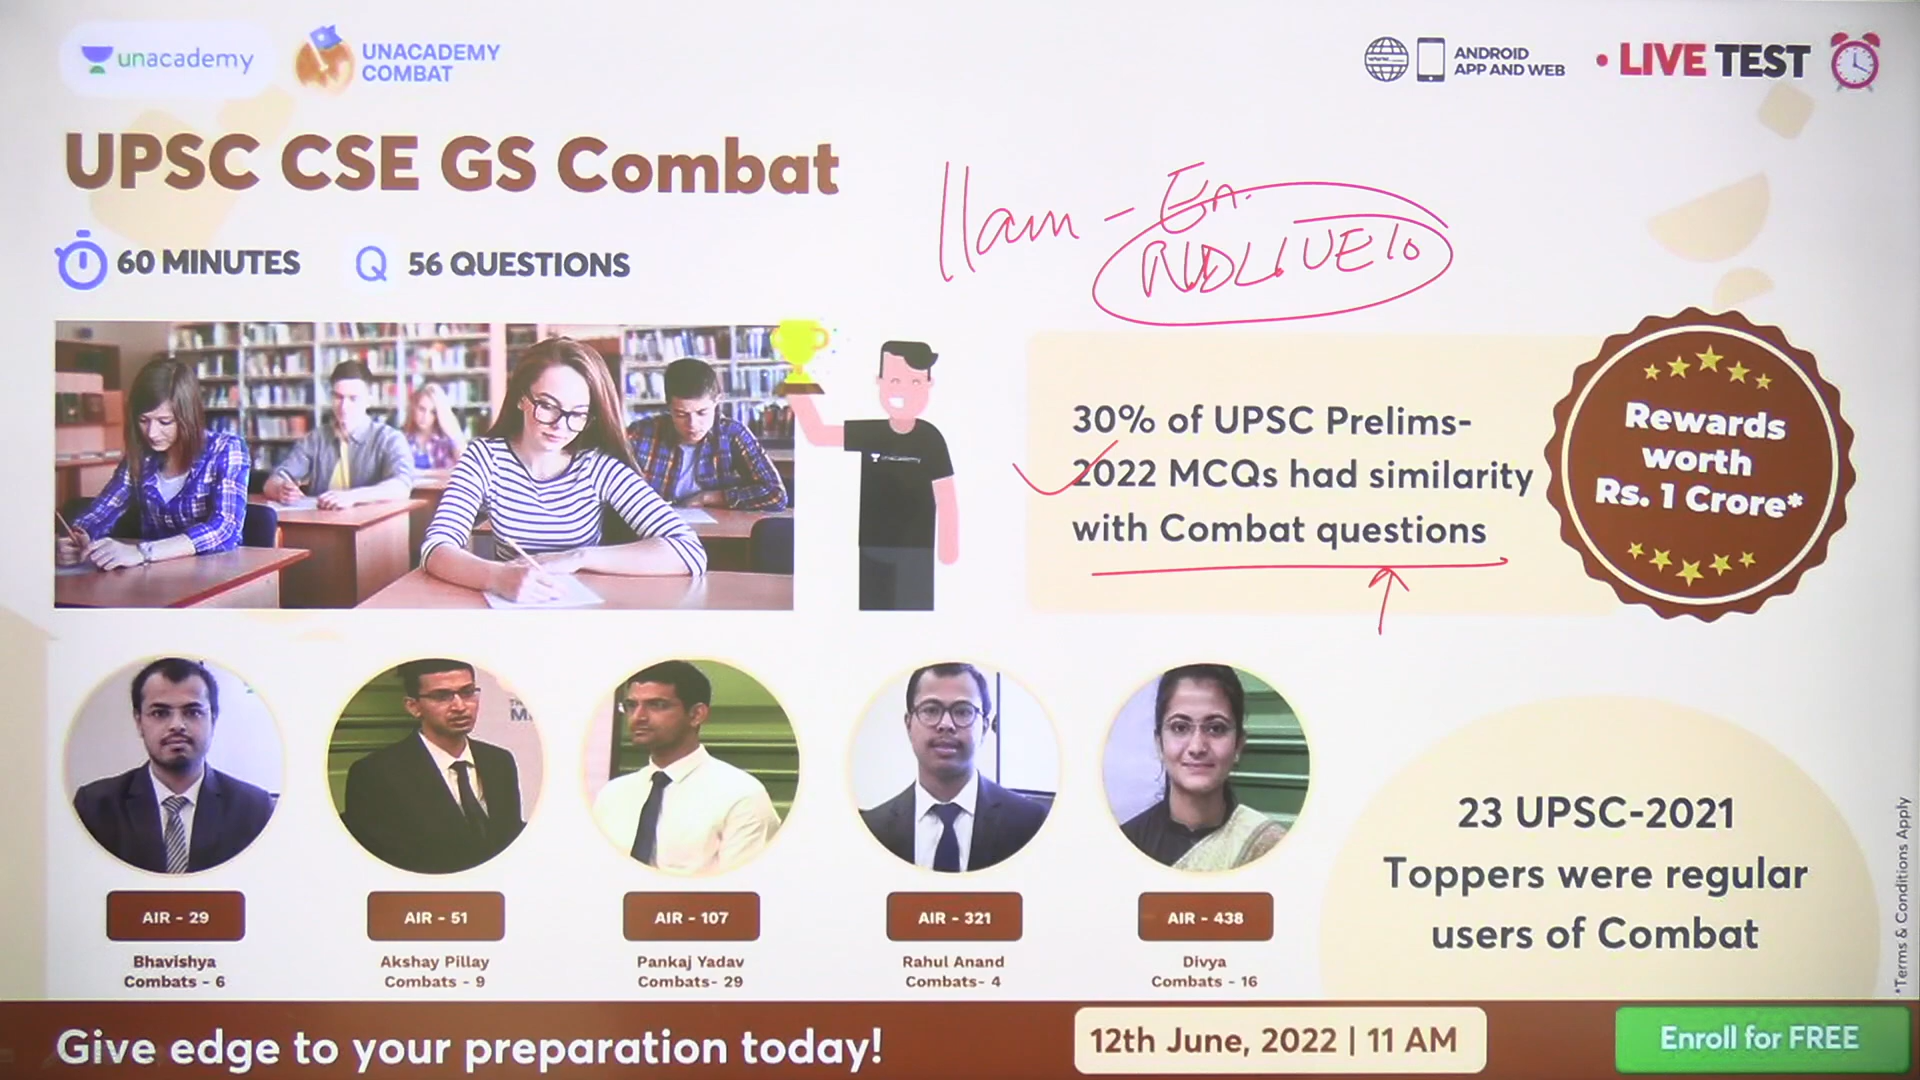 unacademy
UNACADEMY
COMBAT
ANDROID
APP AND WEB
• LIVE TEST
UPSC CSE GS Combat
60 MINUTES
Q 56 QUESTIONS
11am -
NDLIVE10
30% of UPSC Prelims-
2022 MCQs had similarity
with Combat questions
Rewards
worth
Rs. 1 Crore*
AIR - 29
Bhavishya
Combats - 6
AIR - 51
Akshay Pillay
Combats - 9
AIR - 107
Pankaj Yadav
Combats- 29
AIR - 321
Rahul Anand
Combats- 4
AIR - 438
Divya
Combats - 16
23 UPSC-2021
Toppers were regular
users of Combat
*Terms & Conditions Apply
Give edge to your preparation today!
12th June, 2022 | 11 AM
Enroll for FREE